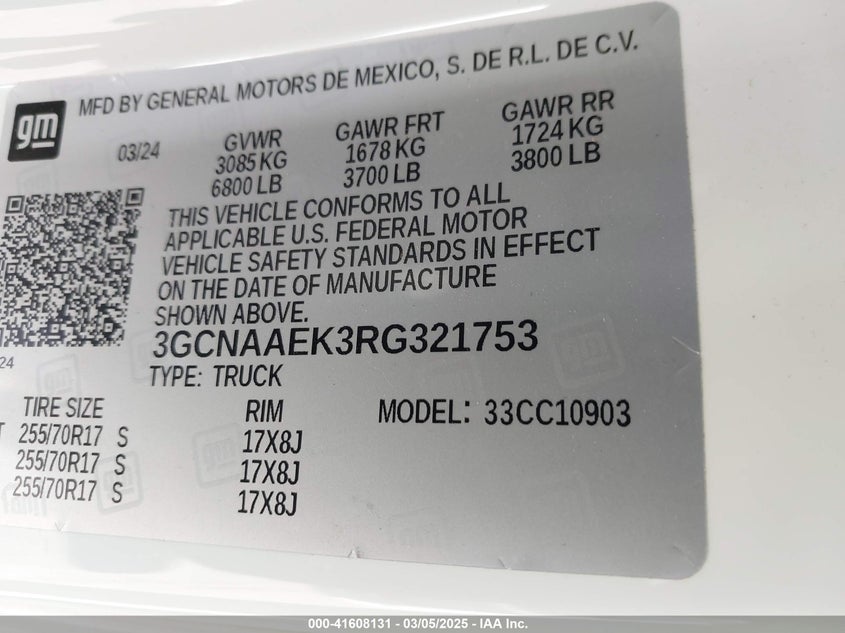 gm
MFD BY GENERAL MOTORS DE MEXICO, S. DE R.L. DE C.V.
03/24 GVWR GAWR FRT GAWR RR
3085 KG 1678 KG 1724 KG
6800 LB 3700 LB 3800 LB
THIS VEHICLE CONFORMS TO ALL
APPLICABLE U.S. FEDERAL MOTOR
VEHICLE SAFETY STANDARDS IN EFFECT
ON THE DATE OF MANUFACTURE
SHOWN ABOVE.
3GCNAAEK3RG321753
24
TYPE: TRUCK
TIRE SIZE RIM MODEL: 33CC10903
T 255/70R17 S 17X8J
255/70R17 S 17X8J
255/70R17 S 17X8J
000-41608131 - 03/05/2025 - IAA Inc.